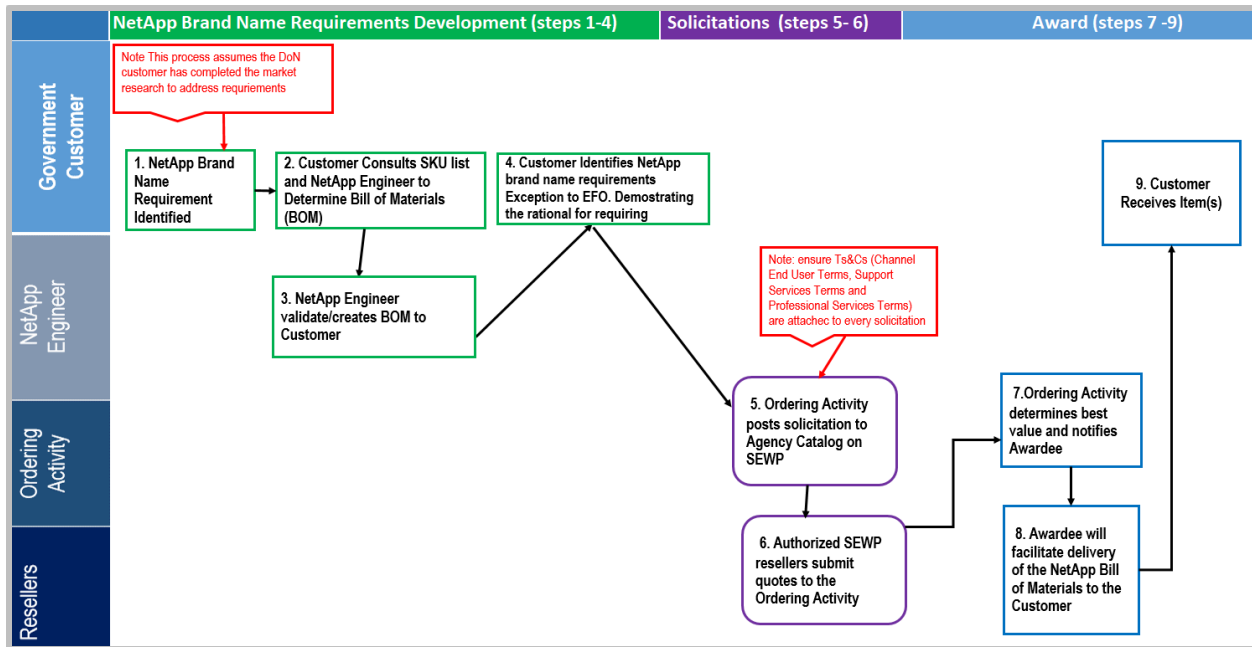 NetApp Brand Name Requirements Development (steps 1-4)
Solicitations (steps 5- 6)
Award (steps 7 -9)
Government
Customer
Note This process assumes the DoN
customer has completed the market
research to address requriements
1. NetApp Brand
Name
Requirement
Identified
2. Customer Consults SKU list
and NetApp Engineer to
Determine Bill of Materials
(BOM)
4. Customer Identifies NetApp
brand name requirements
Exception to EFO. Demostrating
the rational for requiring
9. Customer
Receives Item(s)
NetApp
Engineer
3. NetApp Engineer
validate/creates BOM to
Customer
Note: ensure Ts&Cs (Channel
End User Terms, Support
Services Terms and
Professional Services Terms)
are attachec to every solicitation
Ordering
Activity
5. Ordering Activity
posts solicitation to
Agency Catalog on
SEWP
7.Ordering Activity
determines best
value and notifies
Awardee
Resellers
6. Authorized SEWP
resellers submit
quotes to the
Ordering Activity
8. Awardee will
facilitate delivery
of the NetApp Bill
of Materials to the
Customer